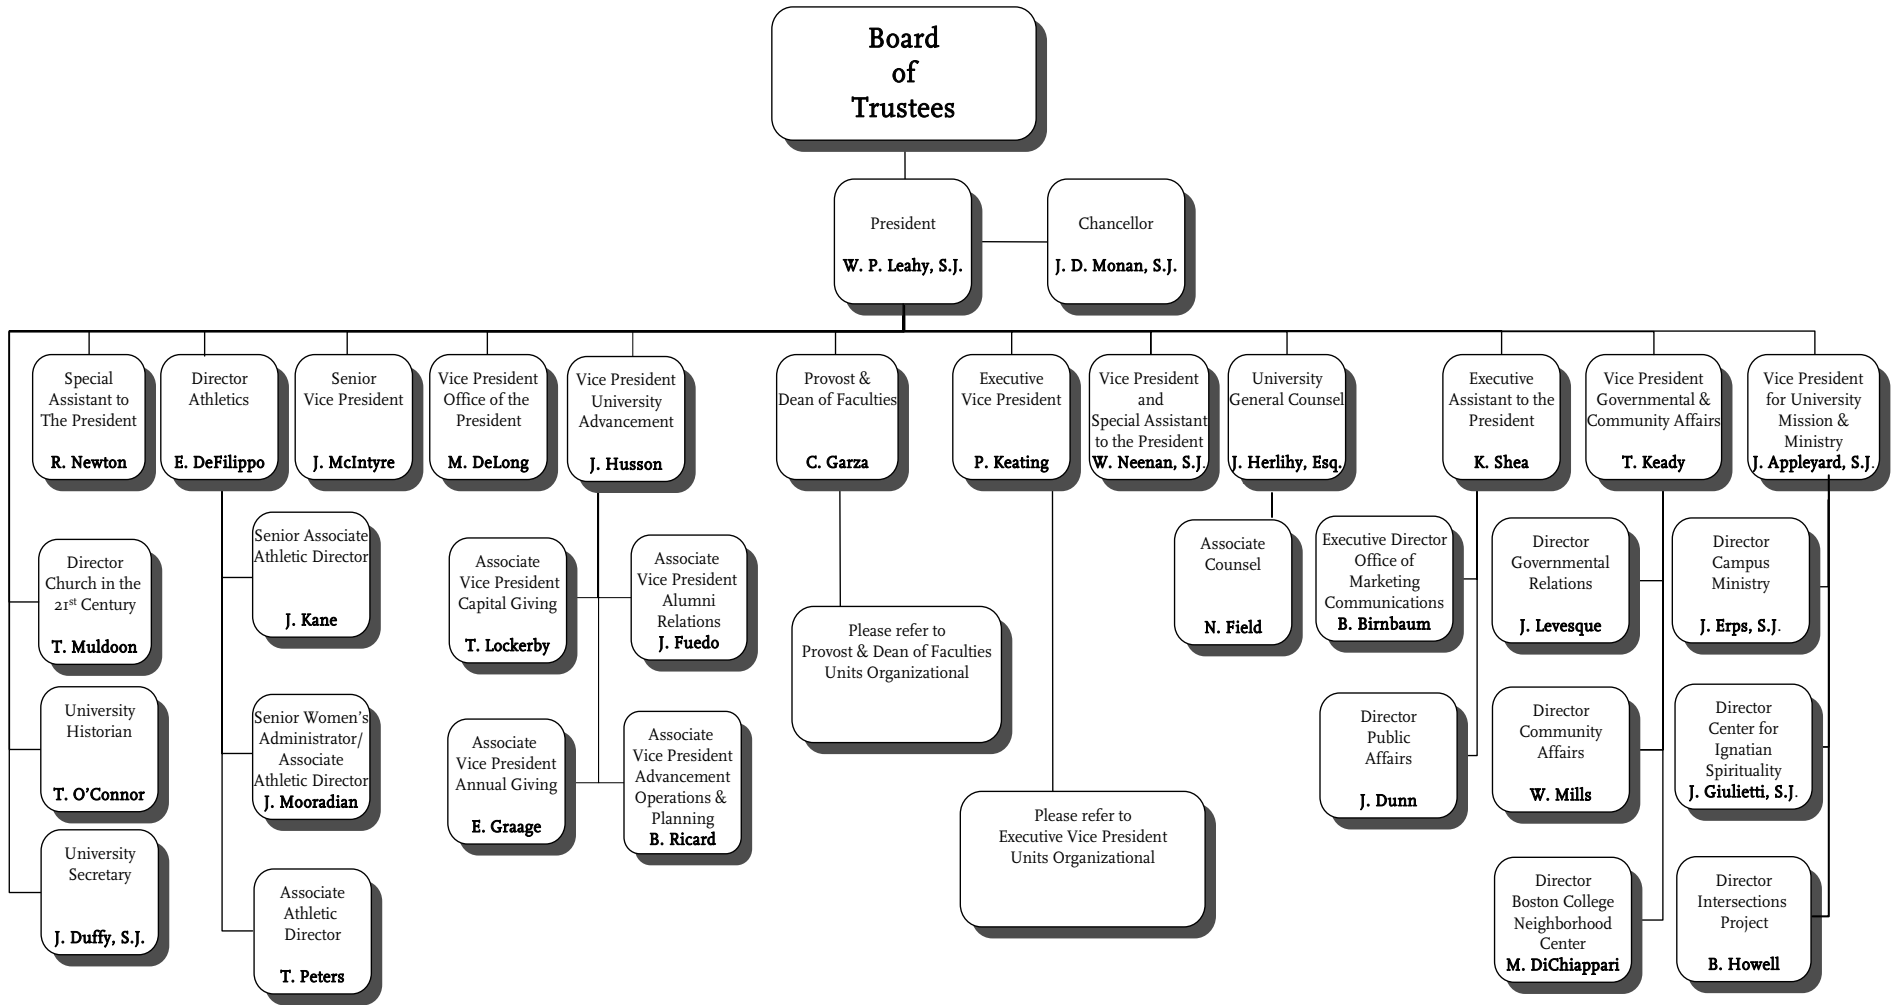 Board
of
Trustees
President
W. P. Leahy, S.J.
Chancellor
J. D. Monan, S.J.
Special
Assistant to
The President
R. Newton
Director
Athletics
E. DeFilippo
Senior
Vice President
J. McIntyre
Vice President
Office of the
President
M. DeLong
Vice President
University
Advancement
J. Husson
Provost &
Dean of Faculties
C. Garza
Executive
Vice President
P. Keating
Vice President
and
Special Assistant
to the President
W. Neenan, S.J.
University
General Counsel
J. Herlihy, Esq.
Executive
Assistant to the
President
K. Shea
Vice President
Governmental &
Community Affairs
T. Keady
Vice President
for University
Mission &
Ministry
J. Appleyard, S.J.
Director
Church in the
21st Century
T. Muldoon
University
Historian
T. O’Connor
University
Secretary
J. Duffy, S.J.
Senior Associate
Athletic Director
J. Kane
Senior Women’s
Administrator/
Associate
Athletic Director
J. Mooradian
Associate
Athletic
Director
T. Peters
Associate
Vice President
Capital Giving
T. Lockerby
Associate
Vice President
Alumni
Relations
J. Fuedo
Associate
Vice President
Annual Giving
E. Graage
Associate
Vice President
Advancement
Operations &
Planning
B. Ricard
Please refer to
Provost & Dean of Faculties
Units Organizational
Please refer to
Executive Vice President
Units Organizational
Associate
Counsel
N. Field
Executive Director
Office of
Marketing
Communications
B. Birnbaum
Director
Public
Affairs
J. Dunn
Director
Governmental
Relations
J. Levesque
Director
Community
Affairs
W. Mills
Director
Boston College
Neighborhood
Center
M. DiChiappari
Director
Campus
Ministry
J. Erps, S.J.
Director
Center for
Ignatian
Spirituality
J. Giulietti, S.J.
Director
Intersections
Project
B. Howell